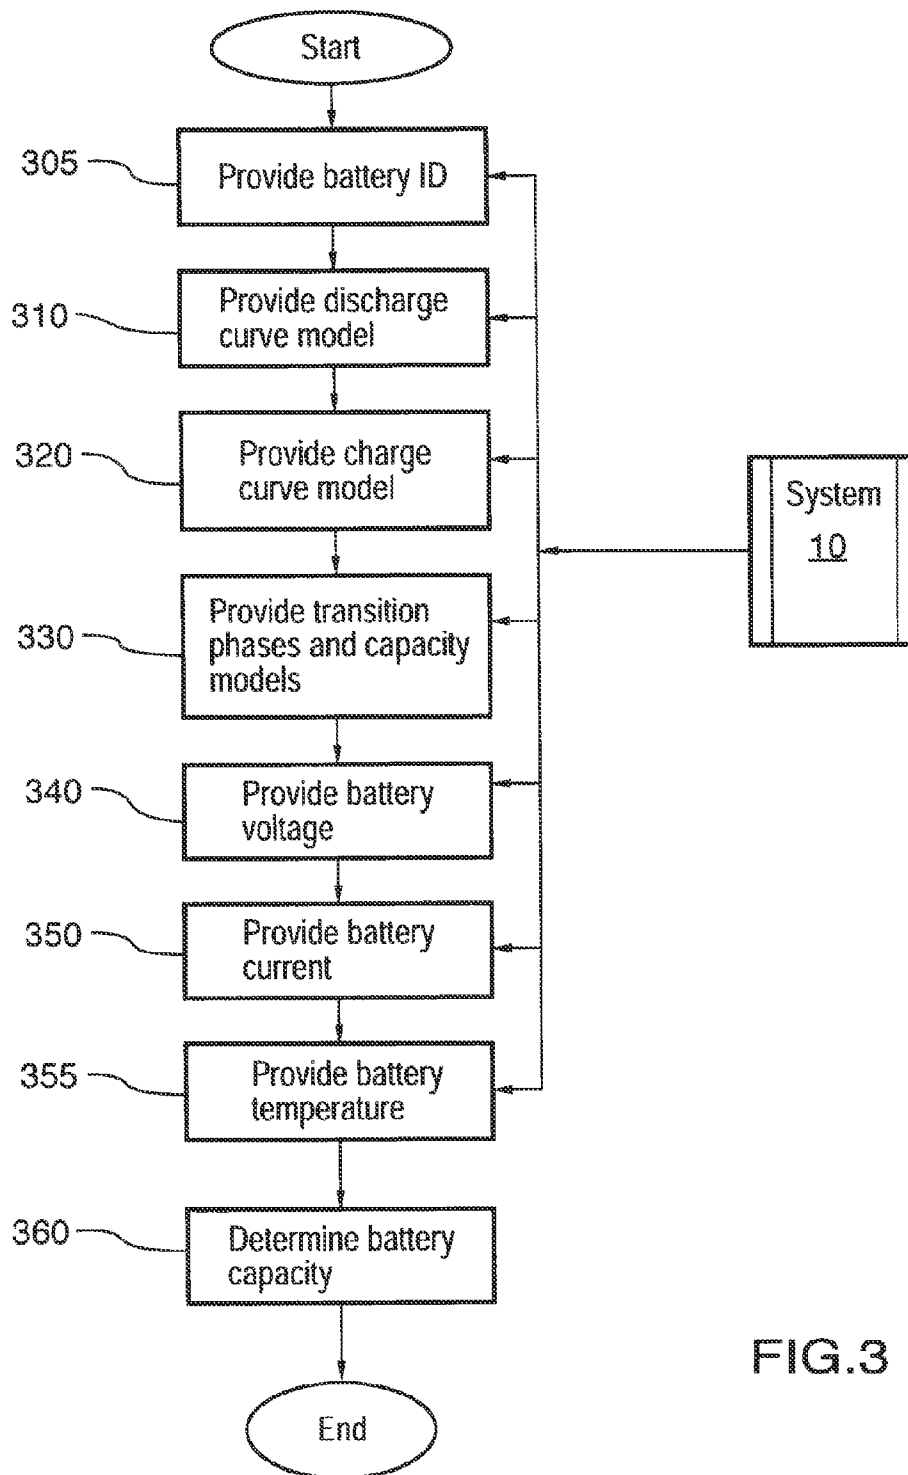 Start
305
Provide battery ID
310
Provide discharge
curve model
320
Provide charge
curve model
System
10
330
Provide transition
phases and capacity
models
340
Provide battery
voltage
350
Provide battery
current
355
Provide battery
temperature
360
Determine battery
capacity
FIG.3
End